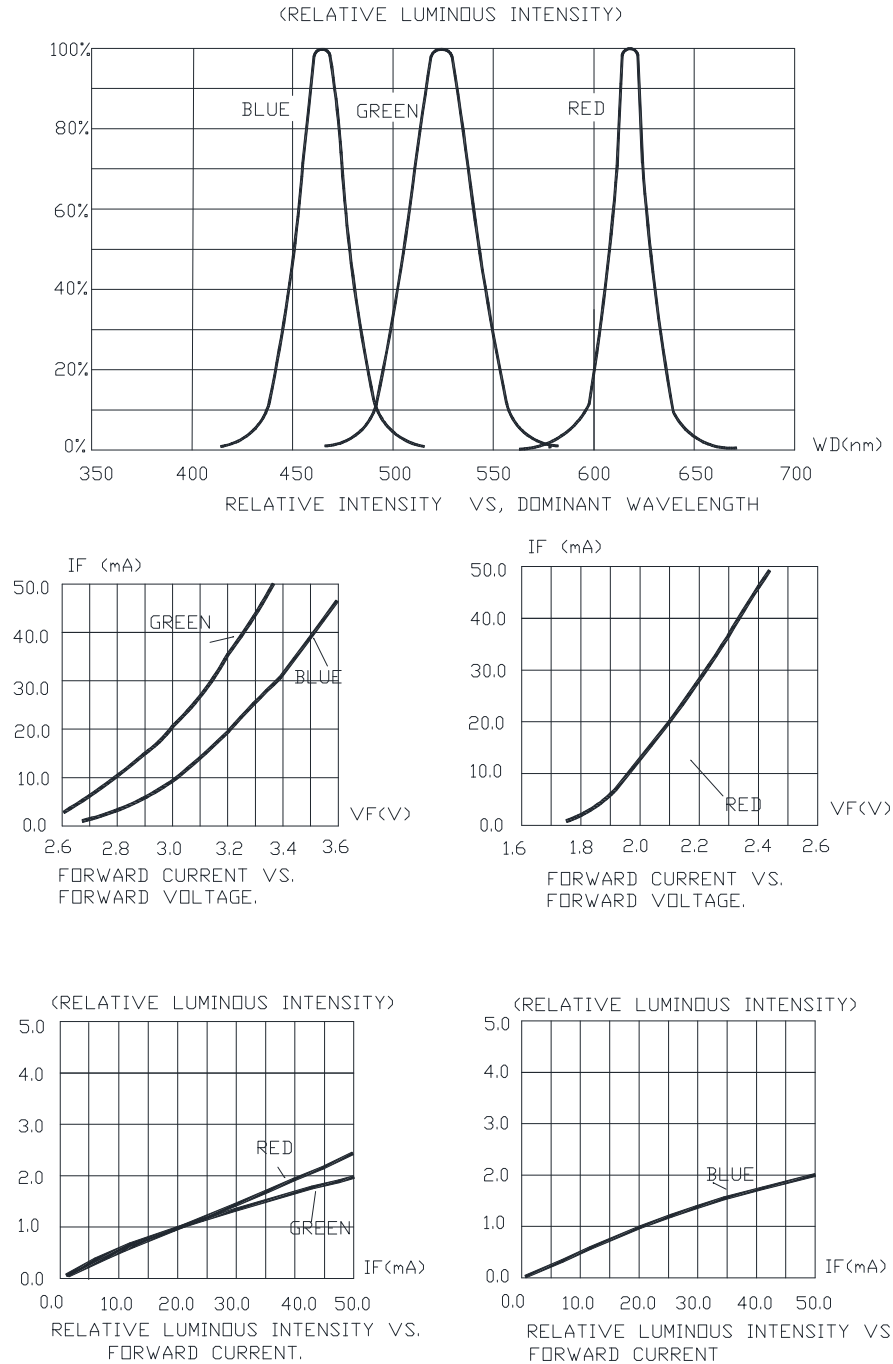 (RELATIVE LUMINOUS INTENSITY)
100%
BLUE GREEN RED
80%
60%
40%
20%
0%
WD(nm)
350 400 450 500 550 600 650 700
RELATIVE INTENSITY VS, DOMINANT WAVELENGTH
IF (mA)
50.0
GREEN
40.0
BLUE
30.0
20.0
10.0
0.0
VF(V)
2.6 2.8 3.0 3.2 3.4 3.6
FORWARD CURRENT VS.
FORWARD VOLTAGE.
IF (mA)
50.0
40.0
30.0
20.0
10.0
RED
0.0
VF(V)
1.6 1.8 2.0 2.2 2.4 2.6
FORWARD CURRENT VS.
FORWARD VOLTAGE.
(RELATIVE LUMINOUS INTENSITY)
5.0
4.0
3.0
RED
2.0
GREEN
1.0
0.0
IF(mA)
0.0 10.0 20.0 30.0 40.0 50.0
RELATIVE LUMINOUS INTENSITY VS.
FORWARD CURRENT.
(RELATIVE LUMINOUS INTENSITY)
5.0
4.0
3.0
2.0
BLUE
1.0
0.0
IF(mA)
0.0 10.0 20.0 30.0 40.0 50.0
RELATIVE LUMINOUS INTENSITY VS
FORWARD CURRENT